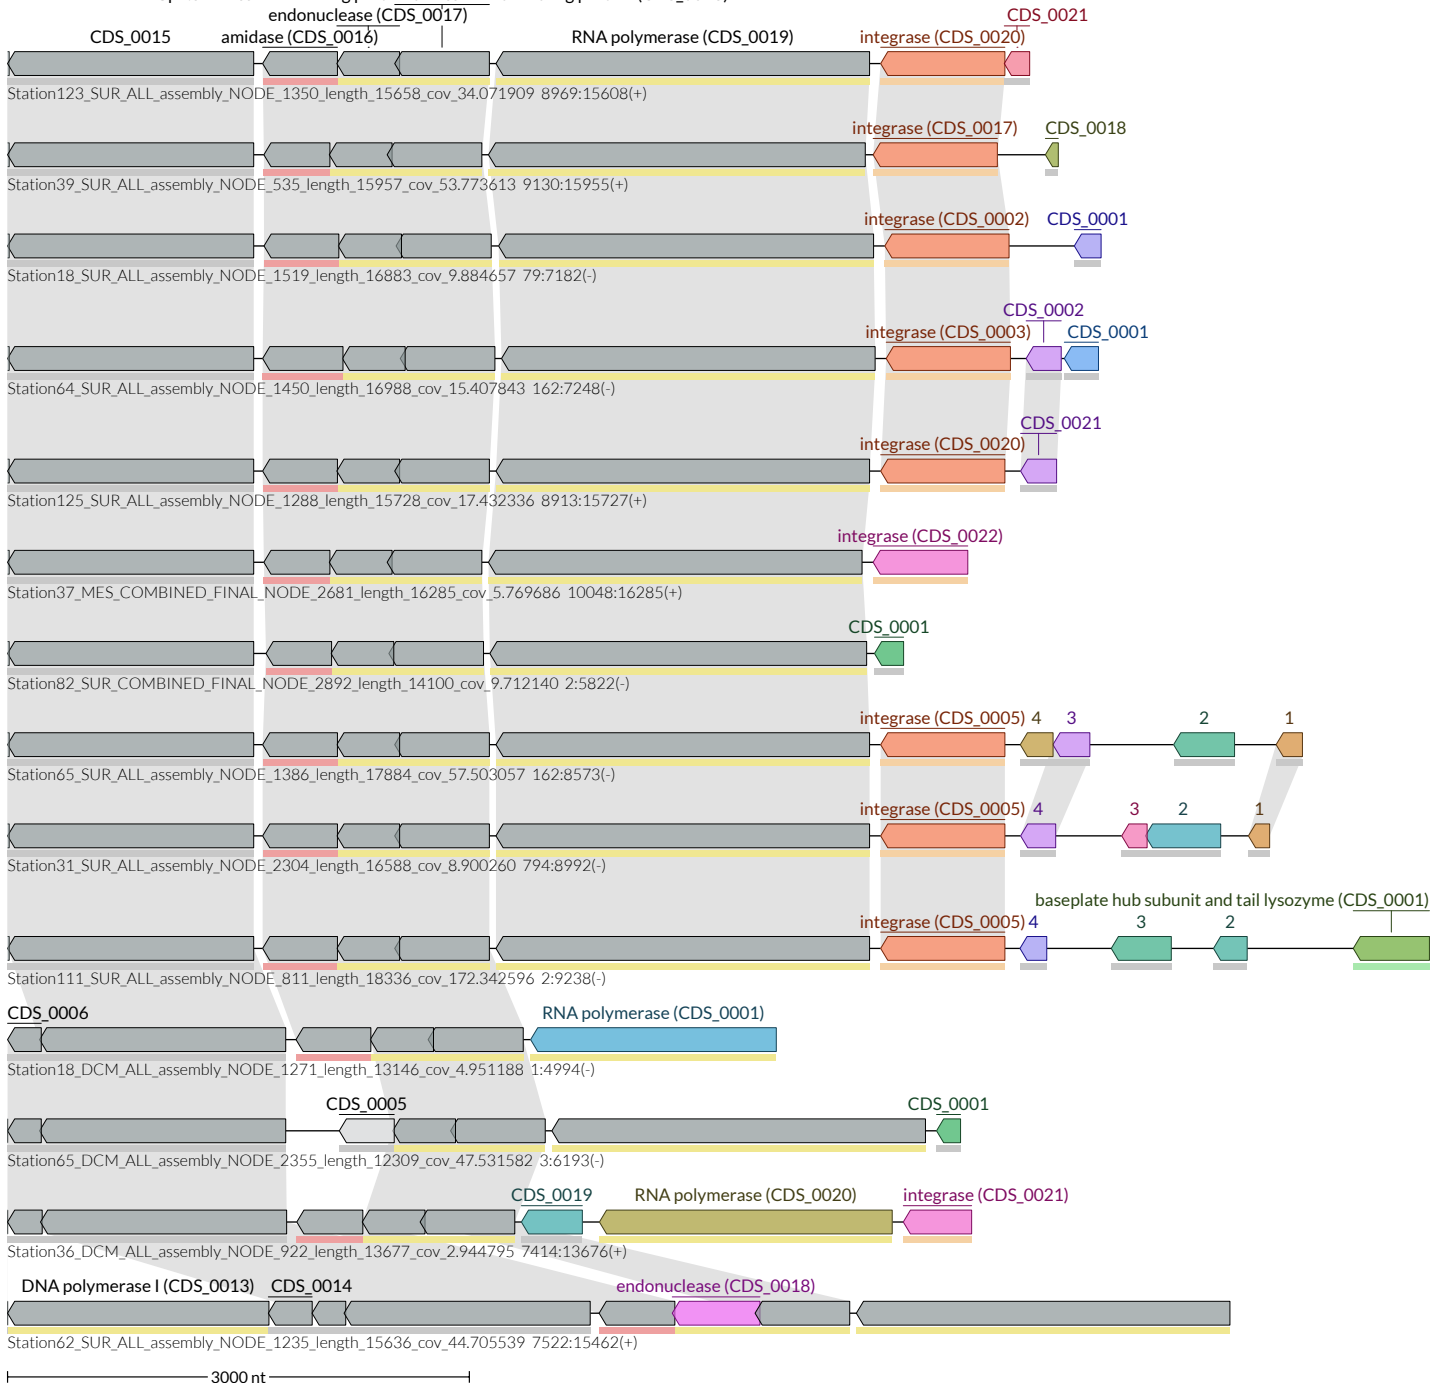 endonuclease (CDS_0017)
CDS_0021
CDS_0015
amidase (CDS_0016)
RNA polymerase (CDS_0019)
integrase (CDS_0020)
Station123_SUR_ALL_assembly_NODE_1350_length_15658_cov_34.071909 8969:15608(+)
integrase (CDS_0017)
CDS_0018
Station39_SUR_ALL_assembly_NODE_535_length_15957_cov_53.773613 9130:15955(+)
integrase (CDS_0002)
CDS_0001
Station18_SUR_ALL_assembly_NODE_1519_length_16883_cov_9.884657 79:7182(-)
CDS_0002
integrase (CDS_0003)
CDS_0001
Station64_SUR_ALL_assembly_NODE_1450_length_16988_cov_15.407843 162:7248(-)
CDS_0021
integrase (CDS_0020)
Station125_SUR_ALL_assembly_NODE_1288_length_15728_cov_17.432336 8913:15727(+)
integrase (CDS_0022)
Station37_MES_COMBINED_FINAL_NODE_2681_length_16285_cov_5.769686 10048:16285(+)
CDS_0001
Station82_SUR_COMBINED_FINAL_NODE_2892_length_14100_cov_9.712140 2:5822(-)
integrase (CDS_0005) 4 3 2 1
Station65_SUR_ALL_assembly_NODE_1386_length_17884_cov_57.503057 162:8573(-)
integrase (CDS_0005) 4 3 2 1
Station31_SUR_ALL_assembly_NODE_2304_length_16588_cov_8.900260 794:8992(-)
baseplate hub subunit and tail lysozyme (CDS_0001)
integrase (CDS_0005) 4 3 2
Station111_SUR_ALL_assembly_NODE_811_length_18336_cov_172.342596 2:9238(-)
CDS_0006
RNA polymerase (CDS_0001)
Station18_DCM_ALL_assembly_NODE_1271_length_13146_cov_4.951188 1:4994(-)
CDS_0005
CDS_0001
Station65_DCM_ALL_assembly_NODE_2355_length_12309_cov_47.531582 3:6193(-)
CDS_0019
RNA polymerase (CDS_0020)
integrase (CDS_0021)
Station36_DCM_ALL_assembly_NODE_922_length_13677_cov_2.944795 7414:13676(+)
DNA polymerase I (CDS_0013)
CDS_0014
endonuclease (CDS_0018)
Station62_SUR_ALL_assembly_NODE_1235_length_15636_cov_44.705539 7522:15462(+)
3000 nt